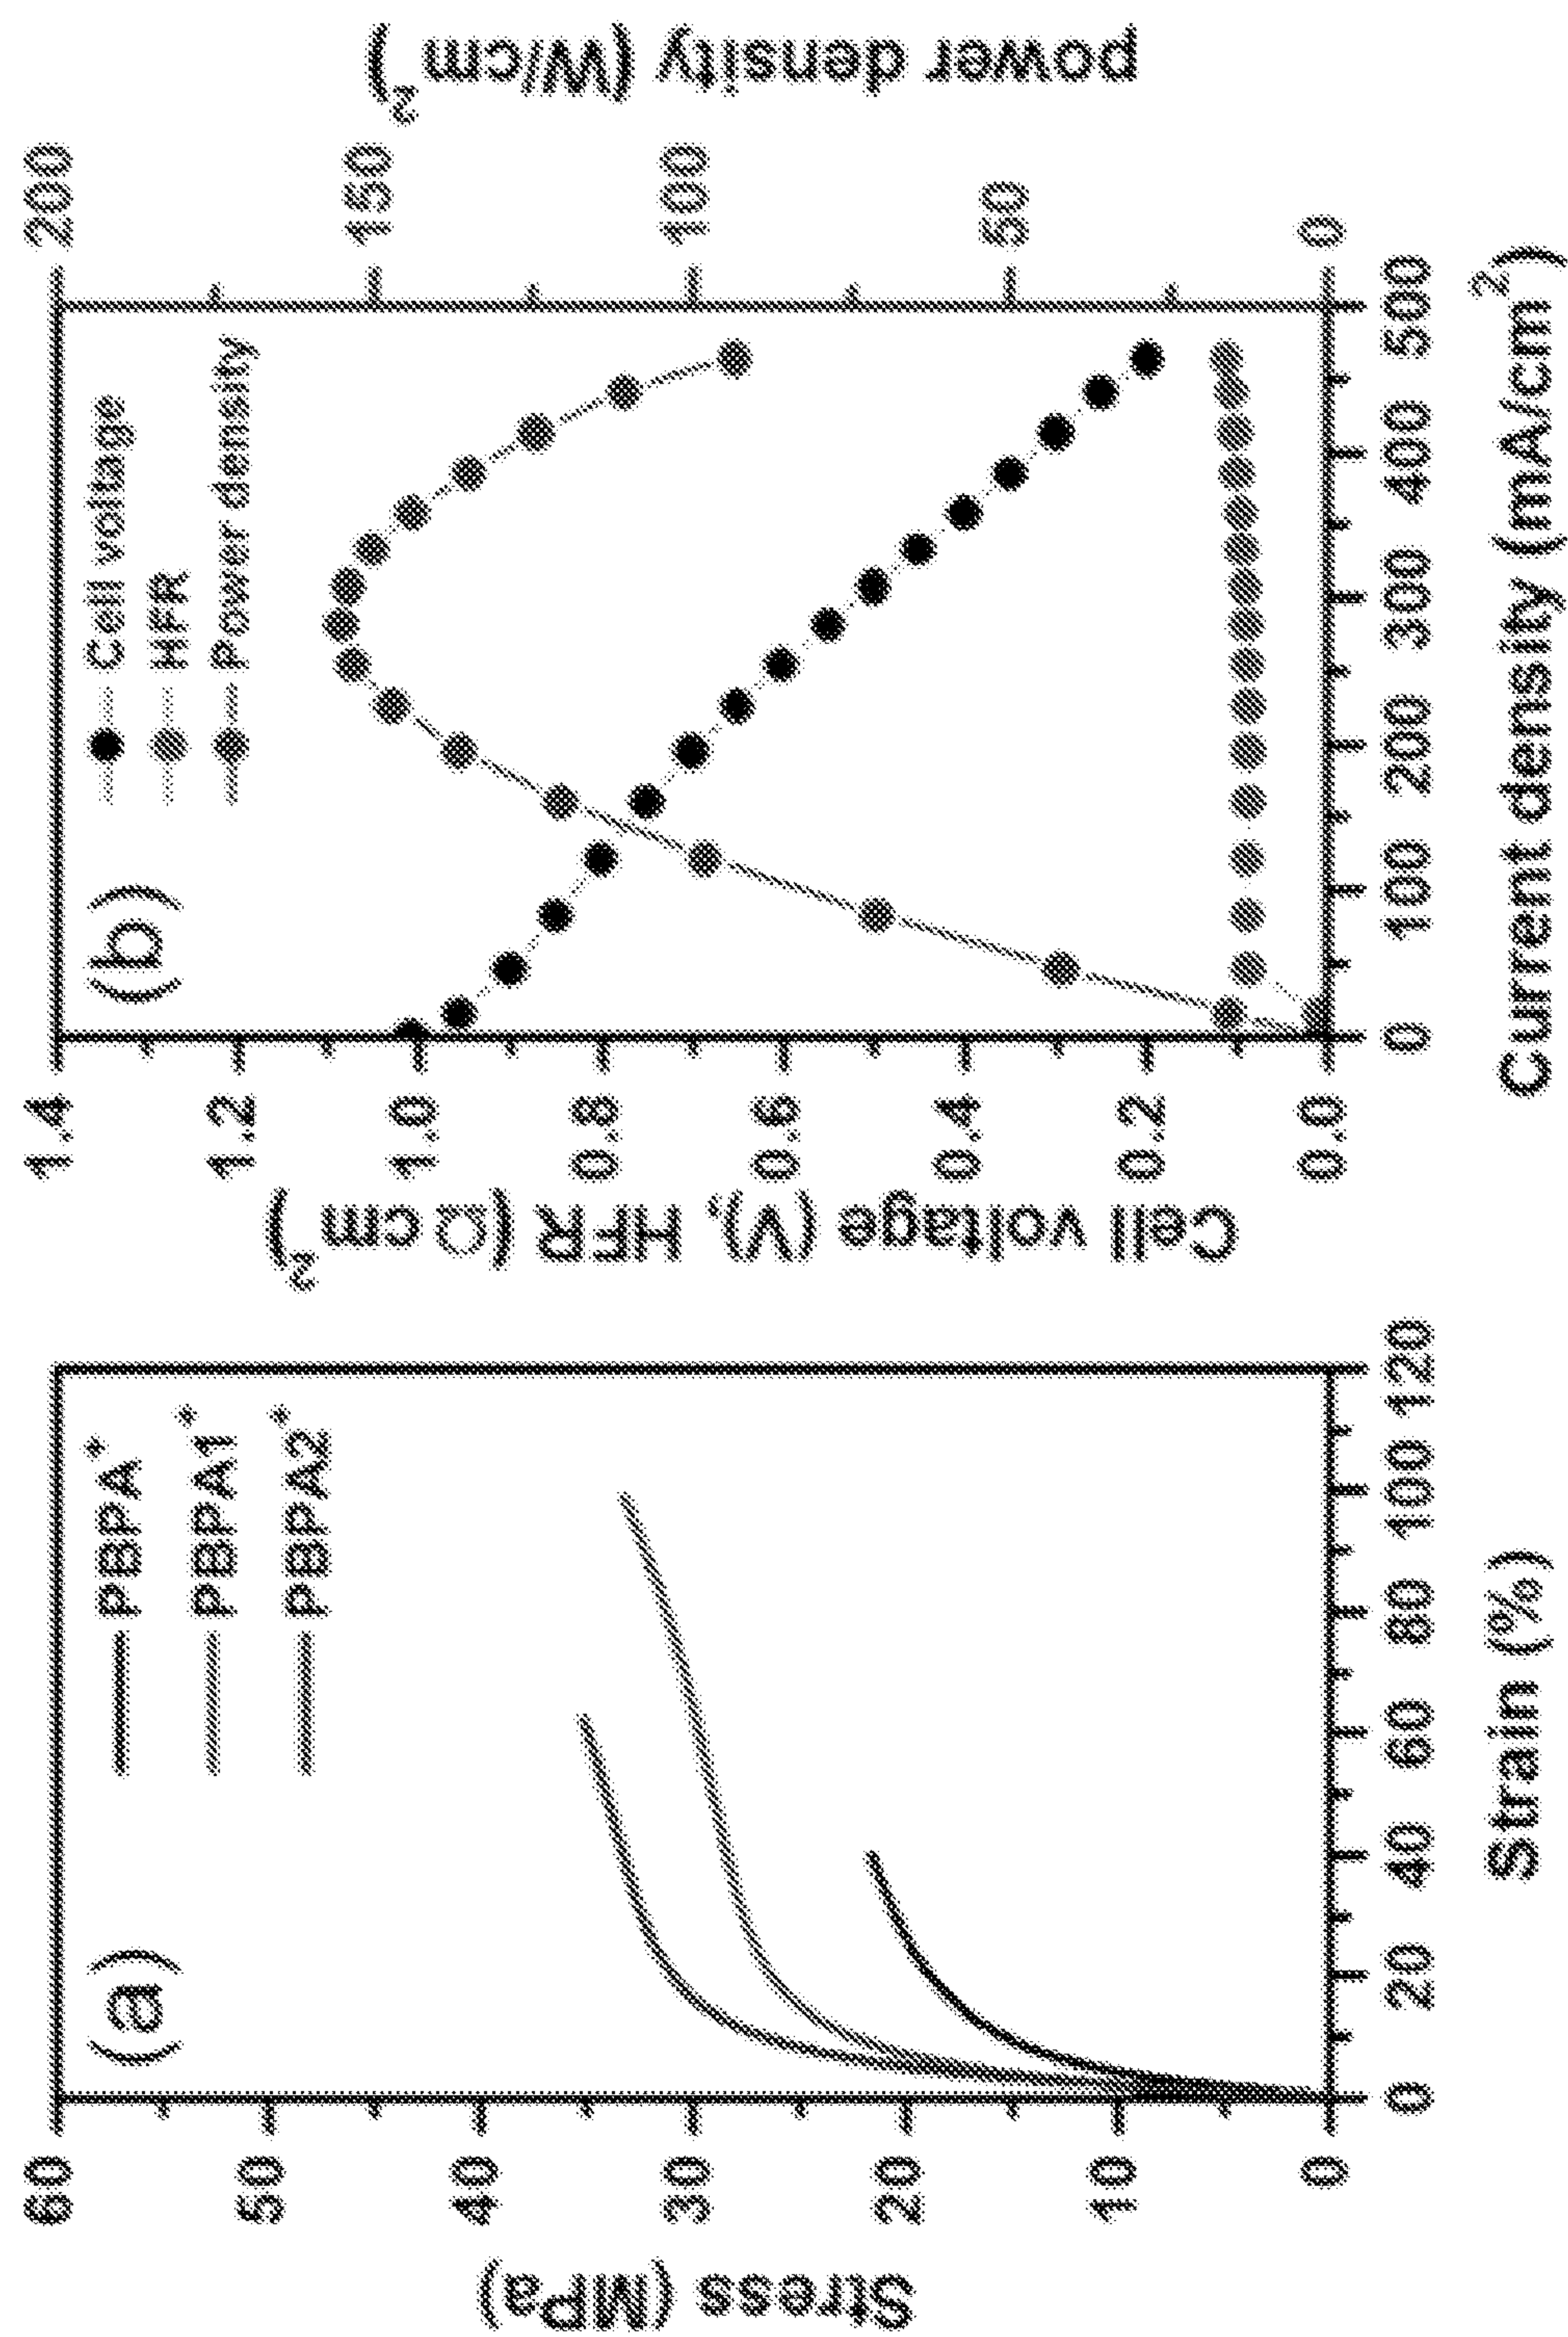 (a)
PBPA*
PBPA1*
PBPA2*
60
50
40
30
20
10
0
Stress (MPa)
0 20 40 60 80 100 120
Strain (%)
(b)
Cell voltage
HFR
Power density
1.4
1.2
1.0
0.8
0.6
0.4
0.2
0.0
Cell voltage (V), HFR (Ω cm²)
0 100 200 300 400 500
Current density (mA/cm²)
200
150
100
50
0
power density (W/cm²)